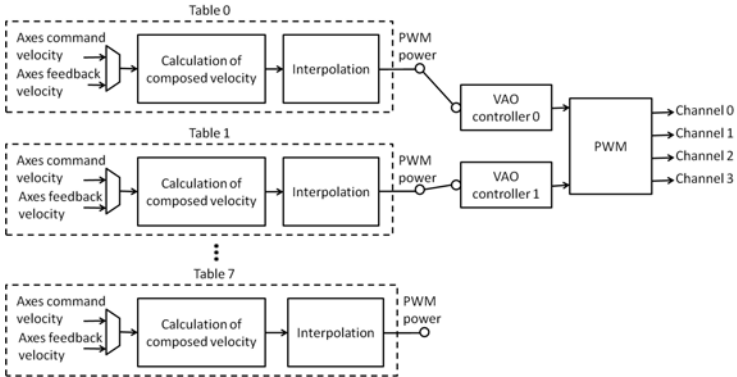 Table 0
Axes command
velocity
Axes feedback
velocity
Calculation of
composed velocity
Interpolation
PWM
power
VAO
controller 0
PWM
Channel 0
Channel 1
Channel 2
Channel 3
Table 1
Axes command
velocity
Axes feedback
velocity
Calculation of
composed velocity
Interpolation
PWM
power
VAO
controller 1
Table 7
Axes command
velocity
Axes feedback
velocity
Calculation of
composed velocity
Interpolation
PWM
power